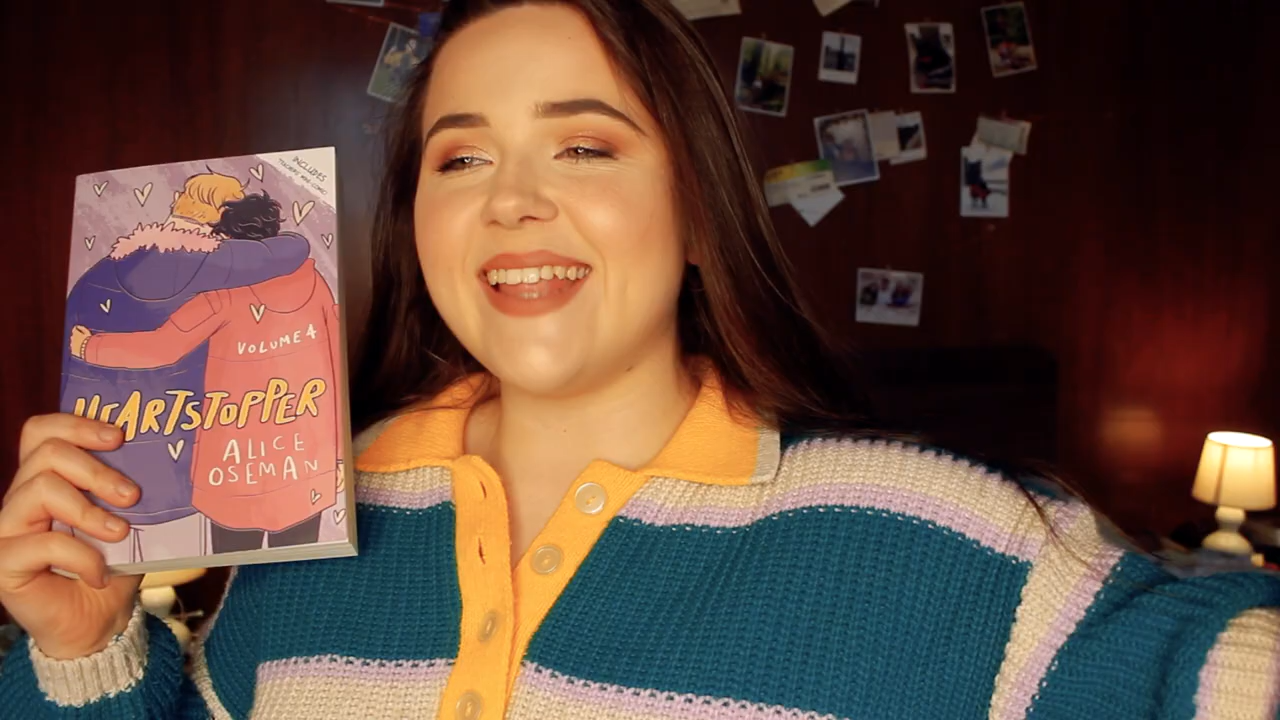 INCLUDES
VOLUME 4
HEARTSTOPPER
ALICE
OSEMAN